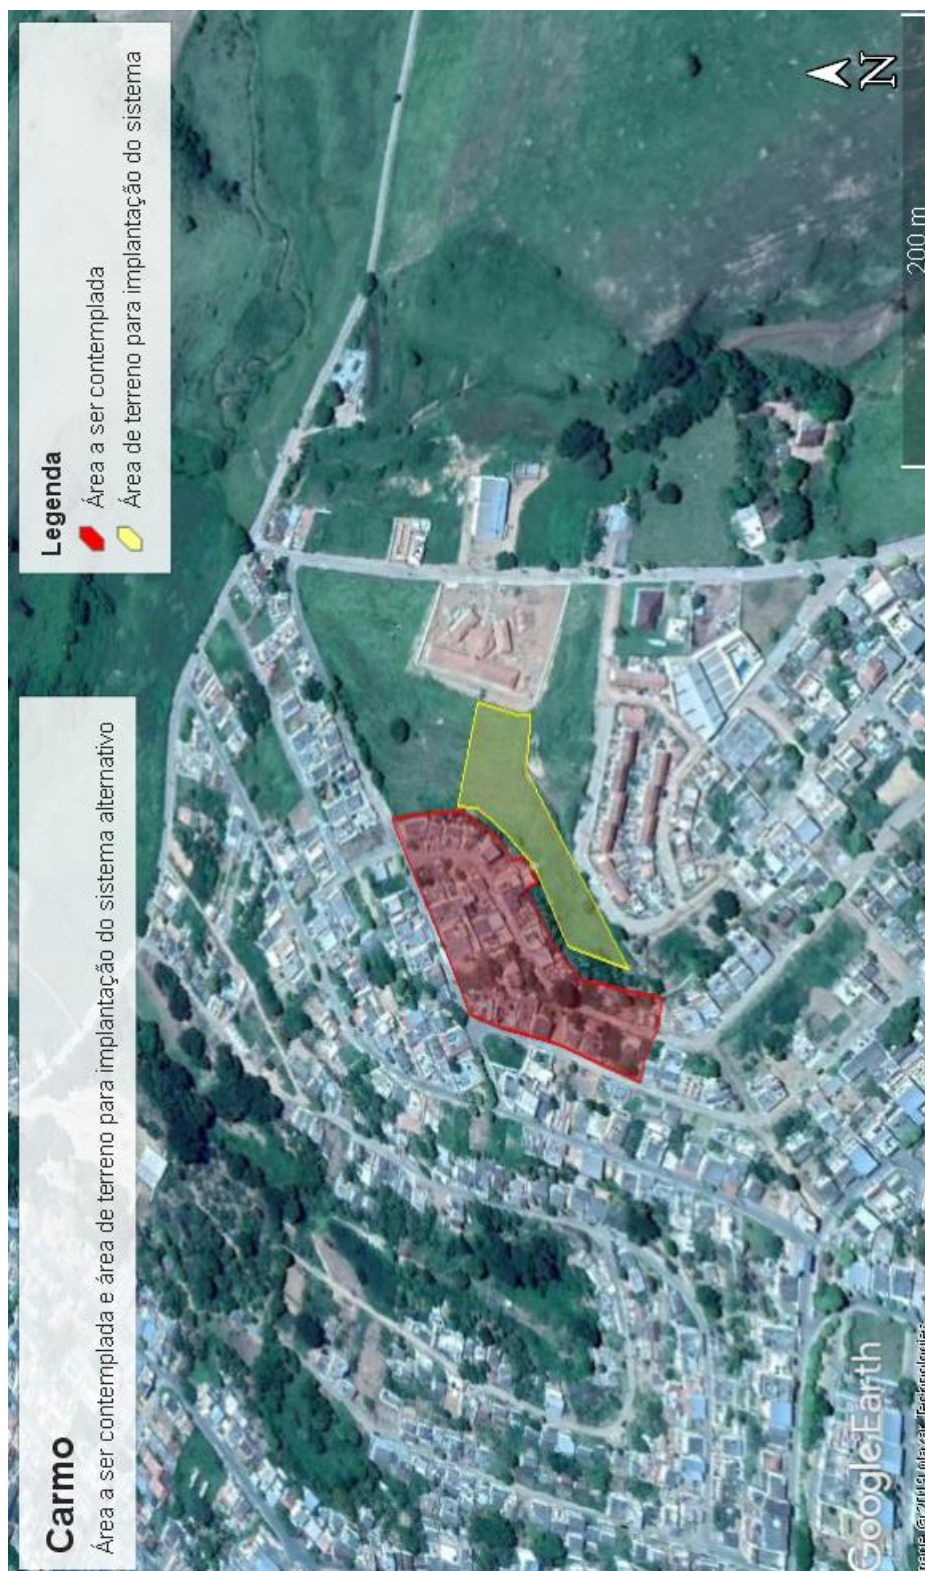 Carmo
Área a ser contemplada e área de terreno para implantação do sistema alternativo
Legenda
Área a ser contemplada
Área de terreno para implantação do sistema
N
200 m
Google Earth
Technologies